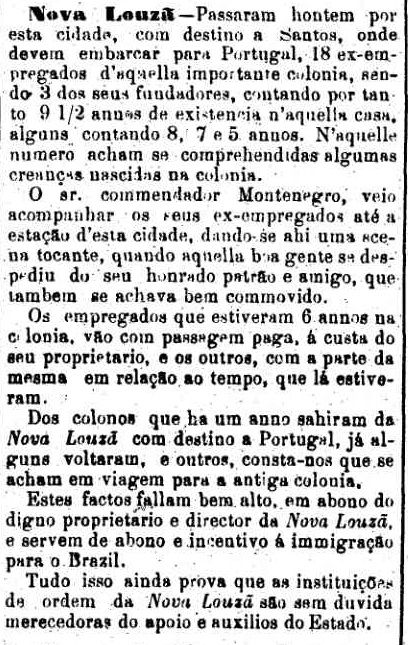 Nova Louzã—Passaram hontem por
esta cidade, com destino a Santos, onde
devem embarcar para Portugal, 18 ex-em-
pregados d'aquella importante colonia, sen-
do 3 dos seus fundadores, contando por tan-
to 9 1/2 annos de existencia n'aquella casa,
alguns contando 8, 7 e 5 annos. N'aquelle
numero acham se comprehendidas algumas
creanças nascidas na colonia.
O sr. commendador Montenegro, veio
acompanhar os seus ex-empregados até a
estação d'esta cidade, dando-se ahi uma sce-
na tocante, quando aquella boa gente se des-
pediu do seu honrado patrão e amigo, que
tambem se achava bem commovido.
Os empregados que estiveram 6 annos na
colonia, vão com passagem paga, á custa do
seu proprietario, e os outros, com a parte da
mesma em relação ao tempo, que lá estive-
ram.
Dos colonos que ha um anno sahiram da
Nova Louzã com destino a Portugal, já al-
guns voltaram, e outros, consta-nos que se
acham em viagem para a antiga colonia.
Estes factos fallam bem alto, em abono do
digno proprietario e director da Nova Louzã,
e servem de abono e incentivo á immigração
para o Brazil.
Tudo isso ainda prova que as instituições
de ordem da Nova Louzã são sem duvida
merecedoras do apoio e auxilios do Estado.